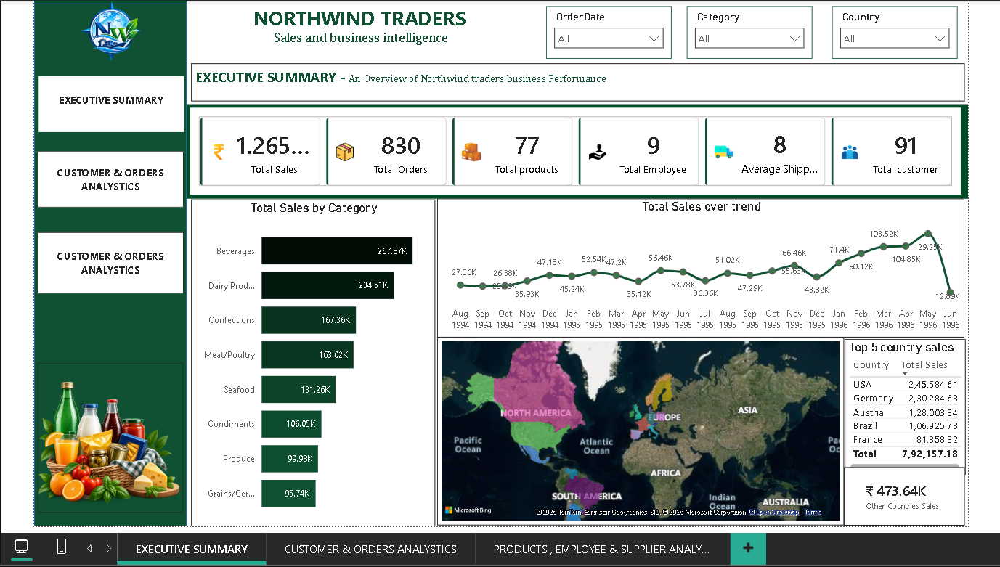 NW
NORTHWIND TRADERS
Sales and business intelligence
OrderDate
All
Category
All
Country
All
EXECUTIVE SUMMARY
CUSTOMER & ORDERS
ANALYSTICS
CUSTOMER & ORDERS
ANALYSTICS
EXECUTIVE SUMMARY - An Overview of Northwind traders business Performance
₹ 1.265...
Total Sales
830
Total Orders
77
Total products
9
Total Employee
8
Average Shipp...
91
Total customer
Total Sales by Category
Beverages 267.87K
Dairy Prod... 234.51K
Confections 167.36K
Meat/Poultry 163.02K
Seafood 131.26K
Condiments 106.05K
Produce 99.98K
Grains/Cer... 95.74K
Total Sales over trend
27.86K 26.38K 35.93K 47.18K 45.24K 52.54K 47.2K 35.12K 56.46K 53.78K 36.36K 51.02K 47.29K 55.63K 66.46K 43.82K 71.4K 90.12K 103.52K 104.85K 129.25K
Aug Sep Oct Nov Dec Jan Feb Mar Apr May Jun Jul Aug Sep Oct Nov Dec Jan Feb Mar Apr May Jun
1994 1994 1994 1994 1994 1995 1995 1995 1995 1995 1995 1995 1995 1995 1995 1995 1995 1996 1996 1996 1996 1996 1996
NORTH AMERICA
EUROPE
ASIA
Pacific
Ocean
Atlantic
Ocean
Pa
Oc
AFRICA
SOUTH AMERICA
Indian
Ocean
AUSTRALIA
Microsoft Bing
© 2026 TomTom, Earthstar Geographics SIO, © 2026 Microsoft Corporation, © OpenStreetMap Terms
Top 5 country sales
Country Total Sales
USA 2,45,584.61
Germany 2,30,284.63
Austria 1,28,003.84
Brazil 1,06,925.78
France 81,358.32
Total 7,92,157.18
₹ 473.64K
Other Countries Sales
EXECUTIVE SUMMARY
CUSTOMER & ORDERS ANALYSTICS
PRODUCTS , EMPLOYEE & SUPPLIER ANALY...
+